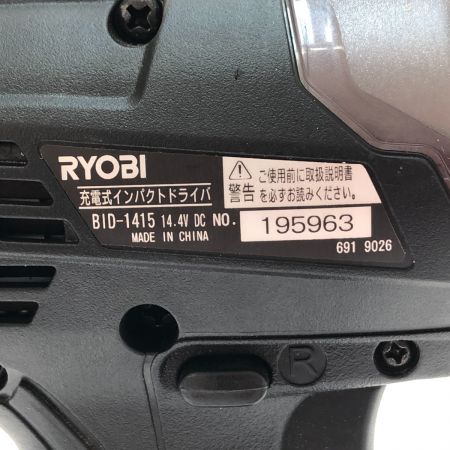 RYOBI
充電式インパクトドライバ
BID-1415 14.4V DC NO. 195963
MADE IN CHINA
警告
ご使用前に取扱説明書
を必ずお読みください。
691 9026
R